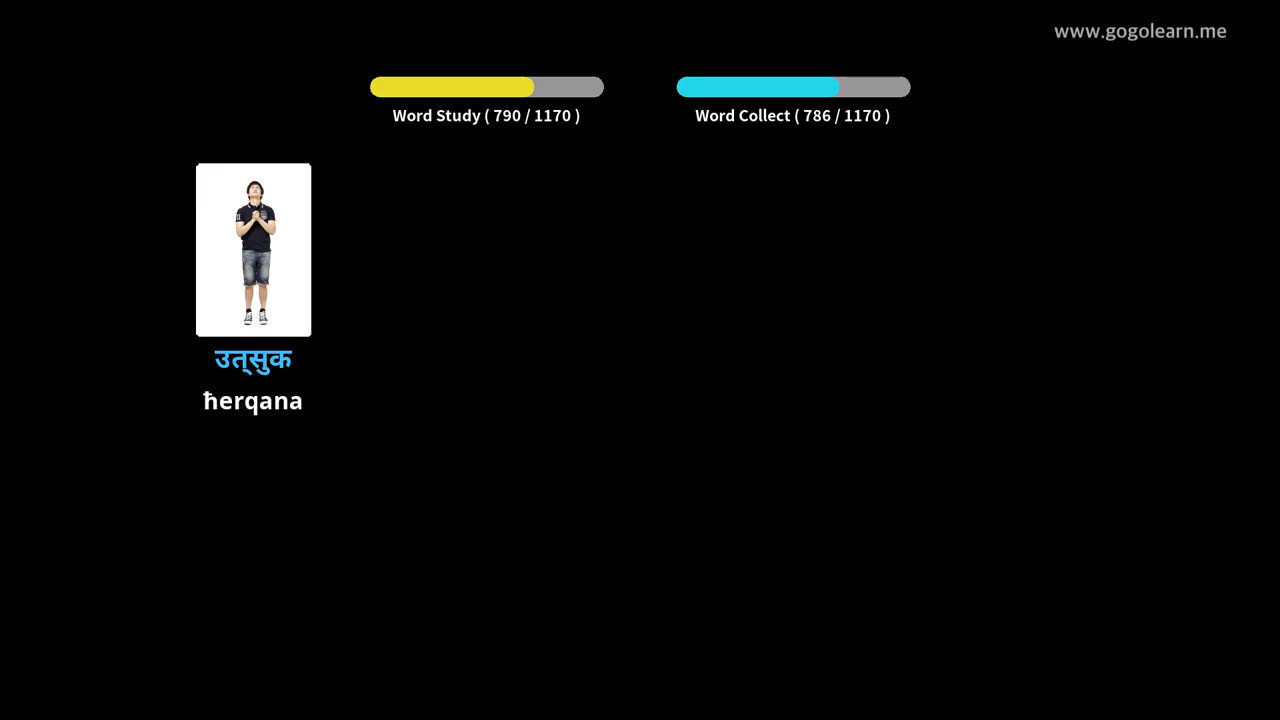 www.gogolearn.me
Word Study ( 790 / 1170 )
Word Collect ( 786 / 1170 )
उत्सुक
ħerqana